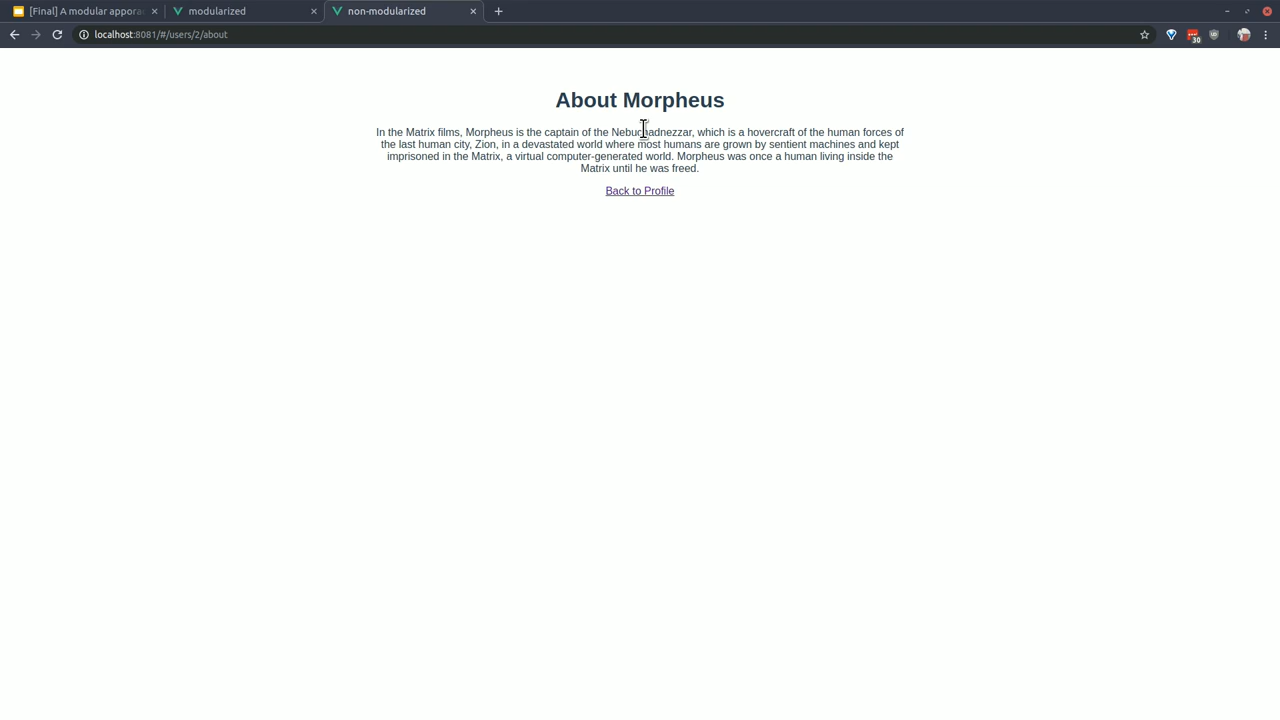 [Final] A modular appora
modularized
non-modularized
localhost:8081/#/users/2/about
30
About Morpheus
In the Matrix films, Morpheus is the captain of the Nebuchadnezzar, which is a hovercraft of the human forces of
the last human city, Zion, in a devastated world where most humans are grown by sentient machines and kept
imprisoned in the Matrix, a virtual computer-generated world. Morpheus was once a human living inside the
Matrix until he was freed.
Back to Profile